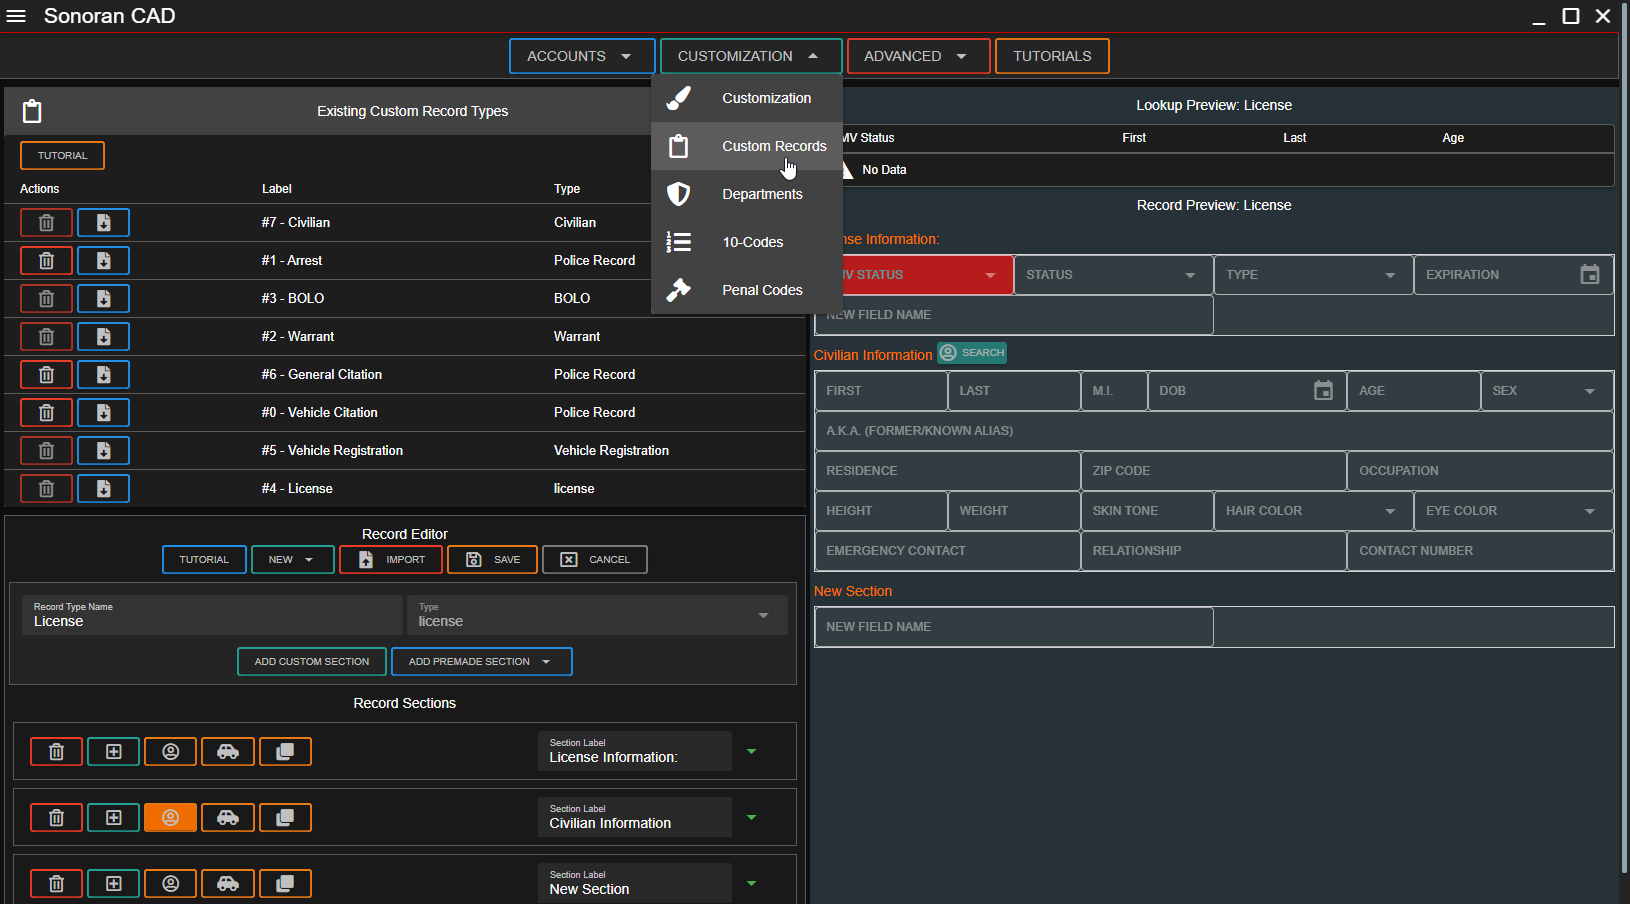 Sonoran CAD
ACCOUNTS
CUSTOMIZATION
ADVANCED
TUTORIALS
Customization
Custom Records
Departments
10-Codes
Penal Codes
Existing Custom Record Types
TUTORIAL
Actions Label Type
#7 - Civilian Civilian
#1 - Arrest Police Record
#3 - BOLO BOLO
#2 - Warrant Warrant
#6 - General Citation Police Record
#0 - Vehicle Citation Police Record
#5 - Vehicle Registration Vehicle Registration
#4 - License license
Record Editor
TUTORIAL NEW IMPORT SAVE CANCEL
Record Type Name
License
Type
license
ADD CUSTOM SECTION ADD PREMADE SECTION
Record Sections
Section Label
License Information:
Section Label
Civilian Information
Section Label
New Section
Lookup Preview: License
MV Status First Last Age
No Data
Record Preview: License
nse Information:
MV STATUS STATUS TYPE EXPIRATION
NEW FIELD NAME
Civilian Information SEARCH
FIRST LAST M.I. DOB AGE SEX
A.K.A. (FORMER/KNOWN ALIAS)
RESIDENCE ZIP CODE OCCUPATION
HEIGHT WEIGHT SKIN TONE HAIR COLOR EYE COLOR
EMERGENCY CONTACT RELATIONSHIP CONTACT NUMBER
New Section
NEW FIELD NAME